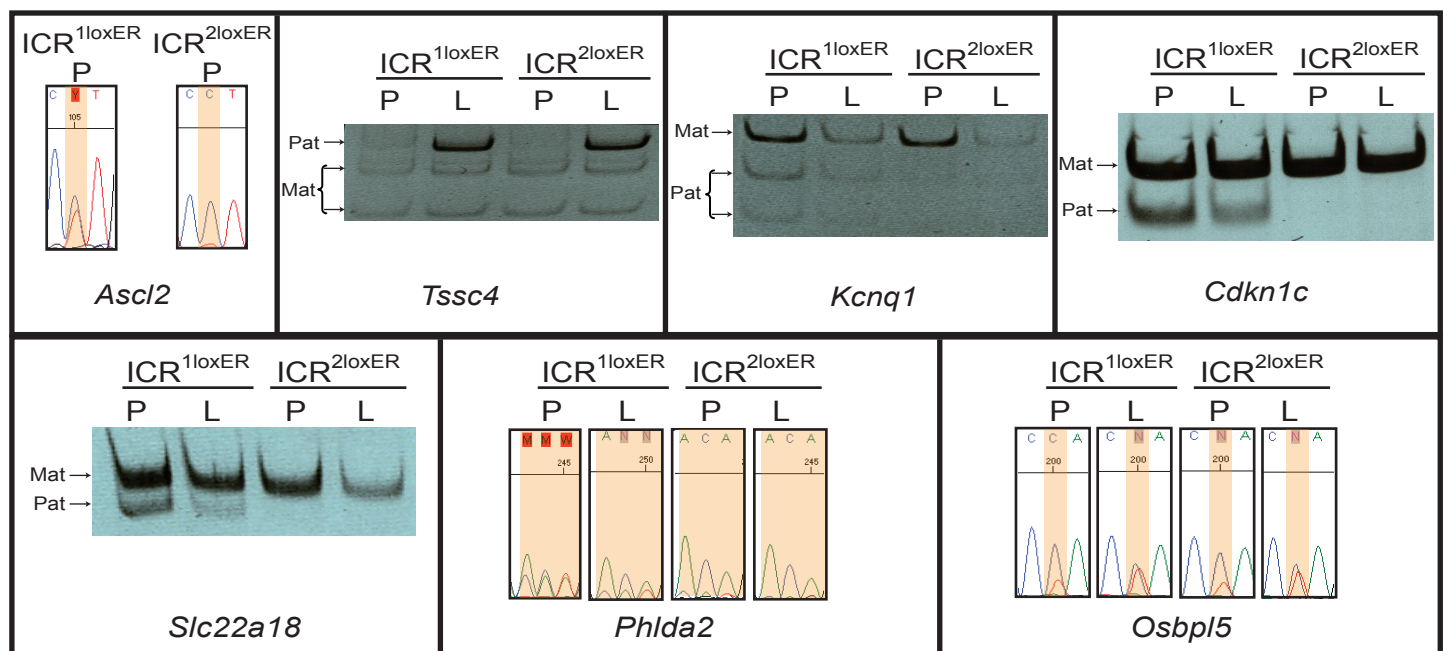 ICR1loxER ICR2loxER
P P
C Y T C C T
105
Ascl2
ICR1loxER ICR2loxER
P L P L
Pat
Mat
Tssc4
ICR1loxER ICR2loxER
P L P L
Mat
Pat
Kcnq1
ICR1loxER ICR2loxER
P L P L
Mat
Pat
Cdkn1c
ICR1loxER ICR2loxER
P L P L
Mat
Pat
Slc22a18
ICR1loxER ICR2loxER
P L P L
M M W A N N A C A A C A
245 250 245
Phlda2
ICR1loxER ICR2loxER
P L P L
C C A C N A C N A C N A
200 200 200 200
Osbpl5